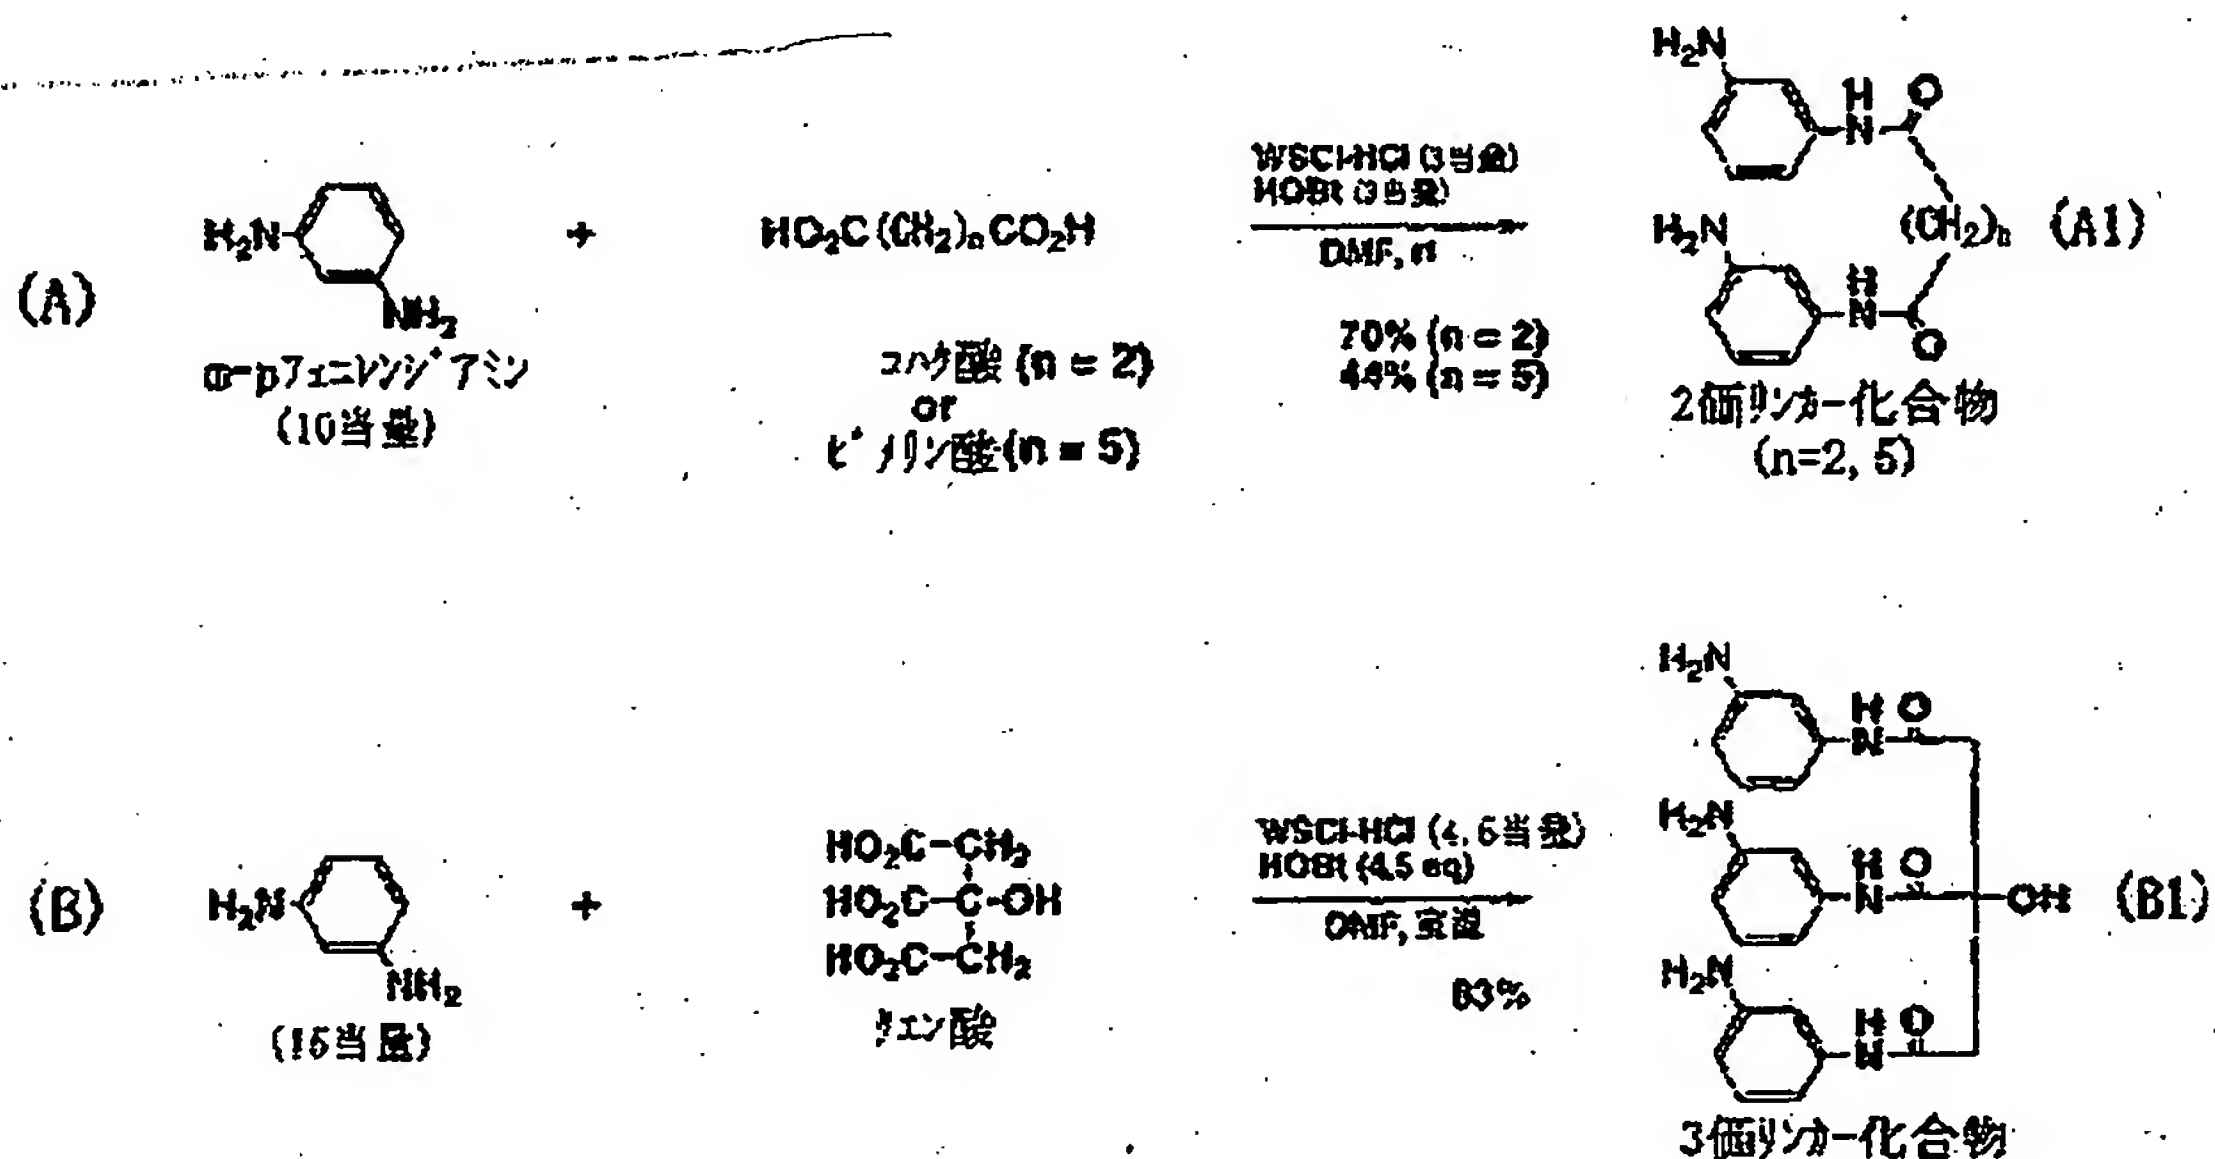 (A)
H₂N
NH₂
m-pフェニレンジアミン
(10当量)
+
HO₂C(CH₂)ₙCO₂H
コハク酸 (n = 2)
or
ピメリン酸 (n = 5)
WSCI-HCl (3当量)
HOBt (3当量)
DMF, rt
70% (n = 2)
44% (n = 5)
H₂N
H
N
O
(CH₂)ₙ
(A1)
H₂N
H
N
O
2価リンカー化合物
(n=2, 5)
(B)
H₂N
NH₂
(15当量)
+
HO₂C-CH₂
HO₂C-C-OH
HO₂C-CH₂
クエン酸
WSCI-HCl (4.5当量)
HOBt (4.5 eq)
DMF, 室温
H₂N
H O
N
H₂N
H O
N
OH
(B1)
H₂N
H O
N
3価リンカー化合物